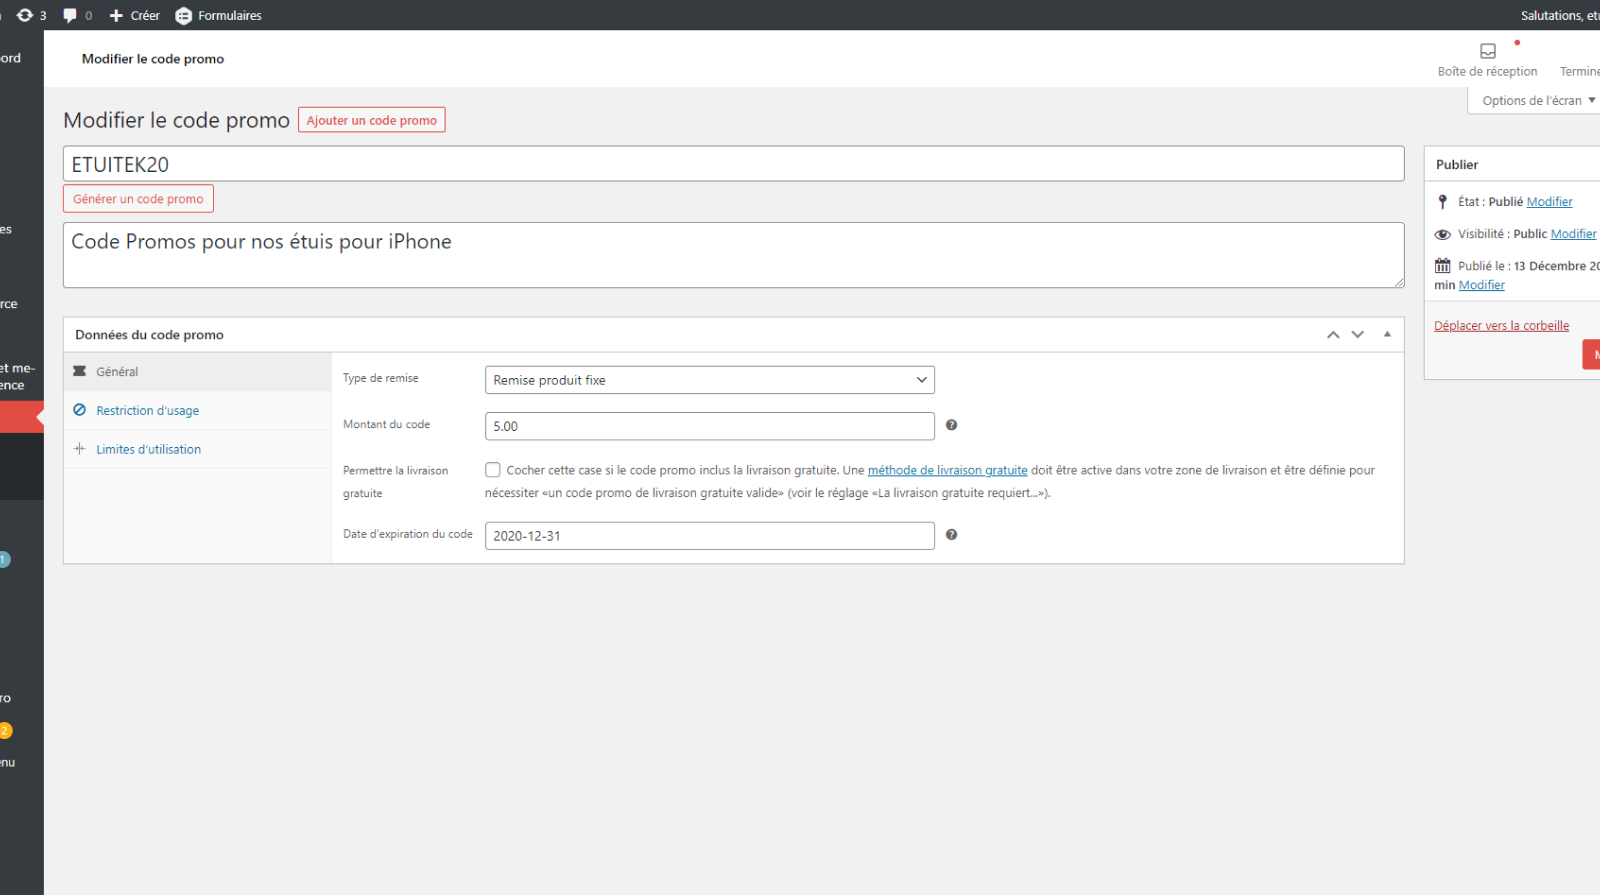 3 0 Créer Formulaires Salutations, etu
Modifier le code promo
Boîte de réception Termine
Options de l'écran
Modifier le code promo Ajouter un code promo
ETUITEK20
Générer un code promo
Code Promos pour nos étuis pour iPhone
Données du code promo
Général
Restriction d'usage
Limites d'utilisation
Type de remise Remise produit fixe
Montant du code 5.00
Permettre la livraison gratuite
Cocher cette case si le code promo inclus la livraison gratuite. Une méthode de livraison gratuite doit être active dans votre zone de livraison et être définie pour
nécessiter «un code promo de livraison gratuite valide» (voir le réglage «La livraison gratuite requiert...»).
Date d'expiration du code 2020-12-31
Publier
État : Publié Modifier
Visibilité : Public Modifier
Publié le : 13 Décembre 20
min Modifier
Déplacer vers la corbeille
M
ord
es
rce
et me-
ence
1
ro
2
enu